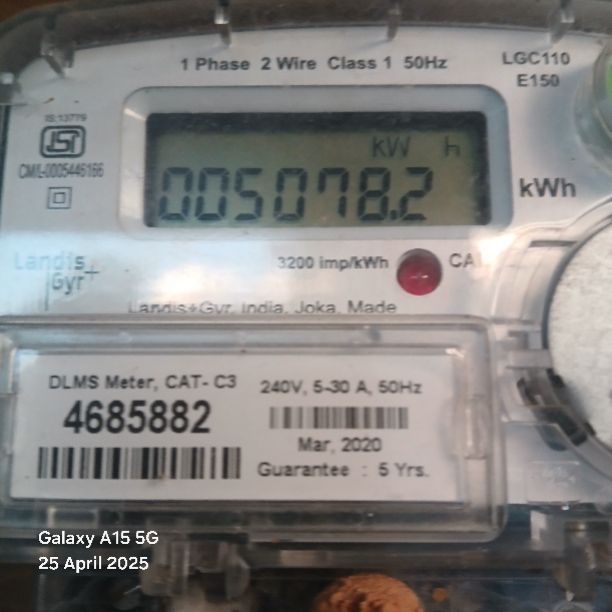 1 Phase 2 Wire Class 1 50Hz
LGC110
E150
IS:13779
ISI
CM/L-0005446166
kW h
005078.2
kWh
Landis
Gyr+
3200 imp/kWh
CAL
Landis+Gyr, India, Joka, Made
DLMS Meter, CAT- C3
4685882
240V, 5-30 A, 50Hz
Mar, 2020
Guarantee : 5 Yrs.
Galaxy A15 5G
25 April 2025